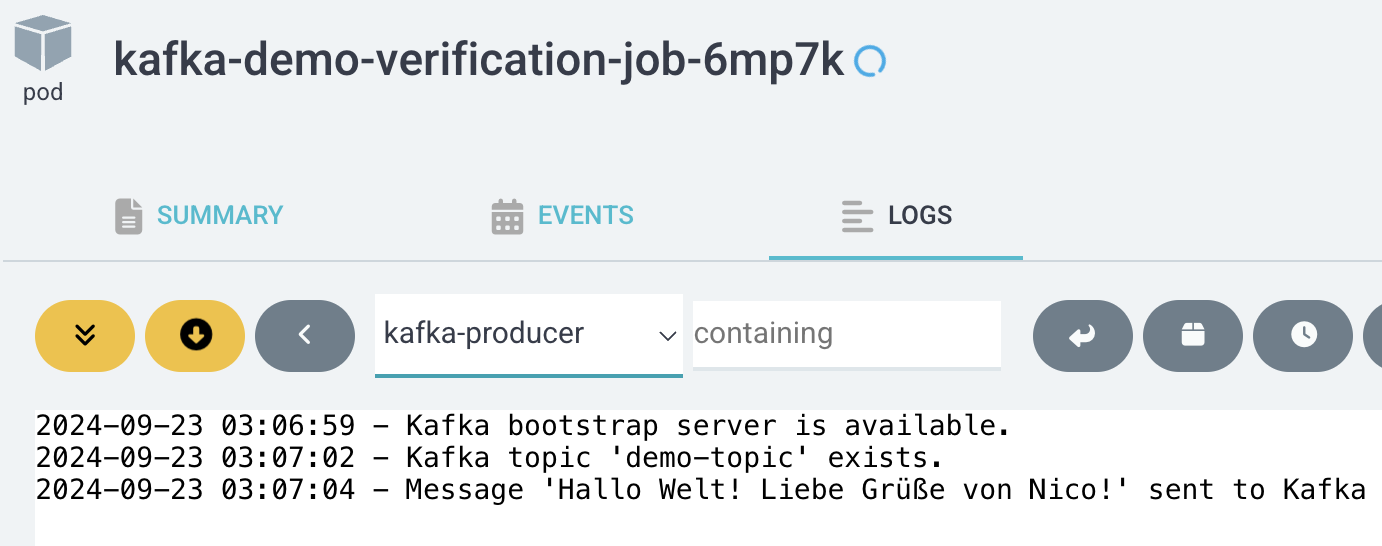 kafka-demo-verification-job-6mp7k
pod
SUMMARY
EVENTS
LOGS
kafka-producer
containing
2024-09-23 03:06:59 - Kafka bootstrap server is available.
2024-09-23 03:07:02 - Kafka topic 'demo-topic' exists.
2024-09-23 03:07:04 - Message 'Hallo Welt! Liebe Grüße von Nico!' sent to Kafka